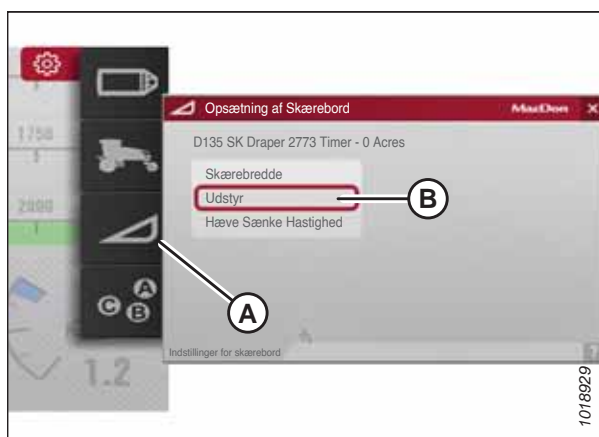 Opsætning af Skærebord MacDon X
D135 SK Draper 2773 Timer - 0 Acres
Skærebredde
Udstyr
Hæve Sænke Hastighed
B
A
1750
2000
C A B
1.2
Indstillinger for skærebord
?
1018929